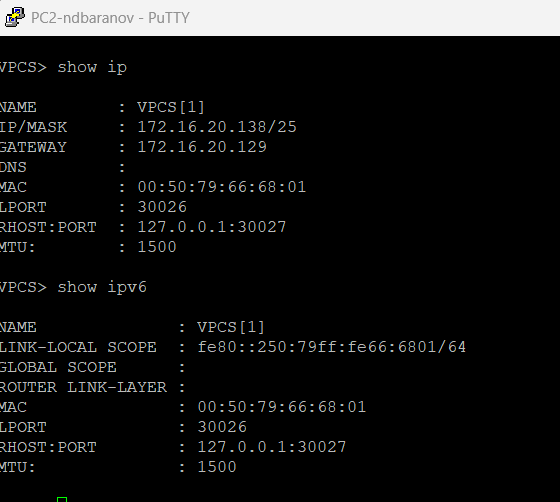 PC2-ndbaranov - PuTTY
VPCS> show ip
NAME : VPCS[1]
IP/MASK : 172.16.20.138/25
GATEWAY : 172.16.20.129
DNS :
MAC : 00:50:79:66:68:01
LPORT : 30026
RHOST:PORT : 127.0.0.1:30027
MTU: : 1500
VPCS> show ipv6
NAME : VPCS[1]
LINK-LOCAL SCOPE : fe80::250:79ff:fe66:6801/64
GLOBAL SCOPE :
ROUTER LINK-LAYER :
MAC : 00:50:79:66:68:01
LPORT : 30026
RHOST:PORT : 127.0.0.1:30027
MTU: : 1500